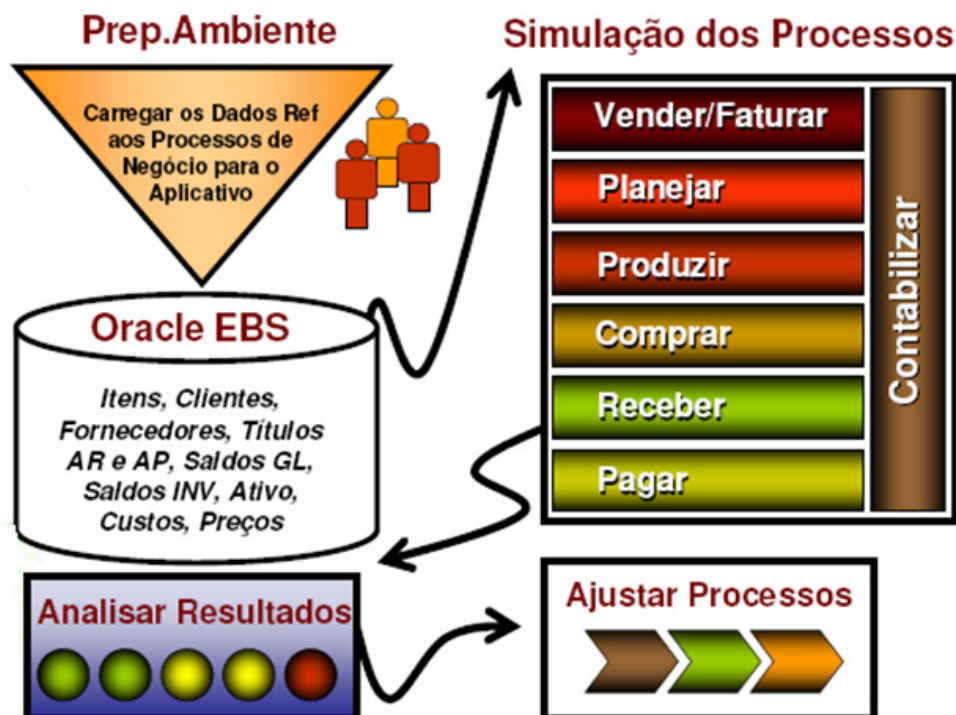 Prep.Ambiente
Carregar os Dados Ref
aos Processos de
Negócio para o
Aplicativo
Oracle EBS
Itens, Clientes,
Fornecedores, Títulos
AR e AP, Saldos GL,
Saldos INV, Ativo,
Custos, Preços
Simulação dos Processos
Vender/Faturar
Planejar
Produzir
Comprar
Receber
Pagar
Contabilizar
Analisar Resultados
Ajustar Processos